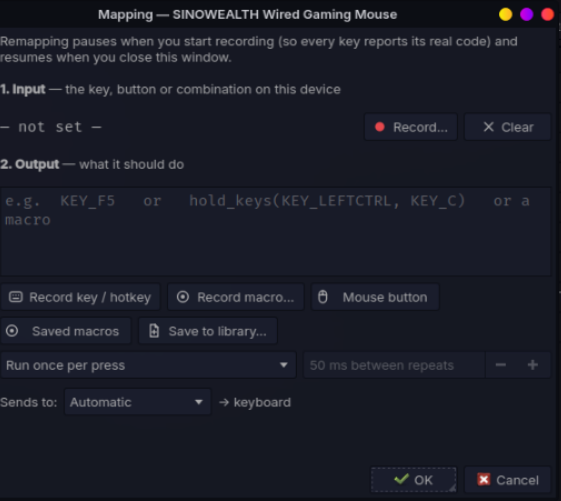 Mapping — SINOWEALTH Wired Gaming Mouse
Remapping pauses when you start recording (so every key reports its real code) and
resumes when you close this window.
1. Input — the key, button or combination on this device
— not set —
Record...
Clear
2. Output — what it should do
e.g. KEY_F5 or hold_keys(KEY_LEFTCTRL, KEY_C) or a
macro
Record key / hotkey
Record macro...
Mouse button
Saved macros
Save to library...
Run once per press
50 ms between repeats
Sends to:
Automatic
→ keyboard
OK
Cancel